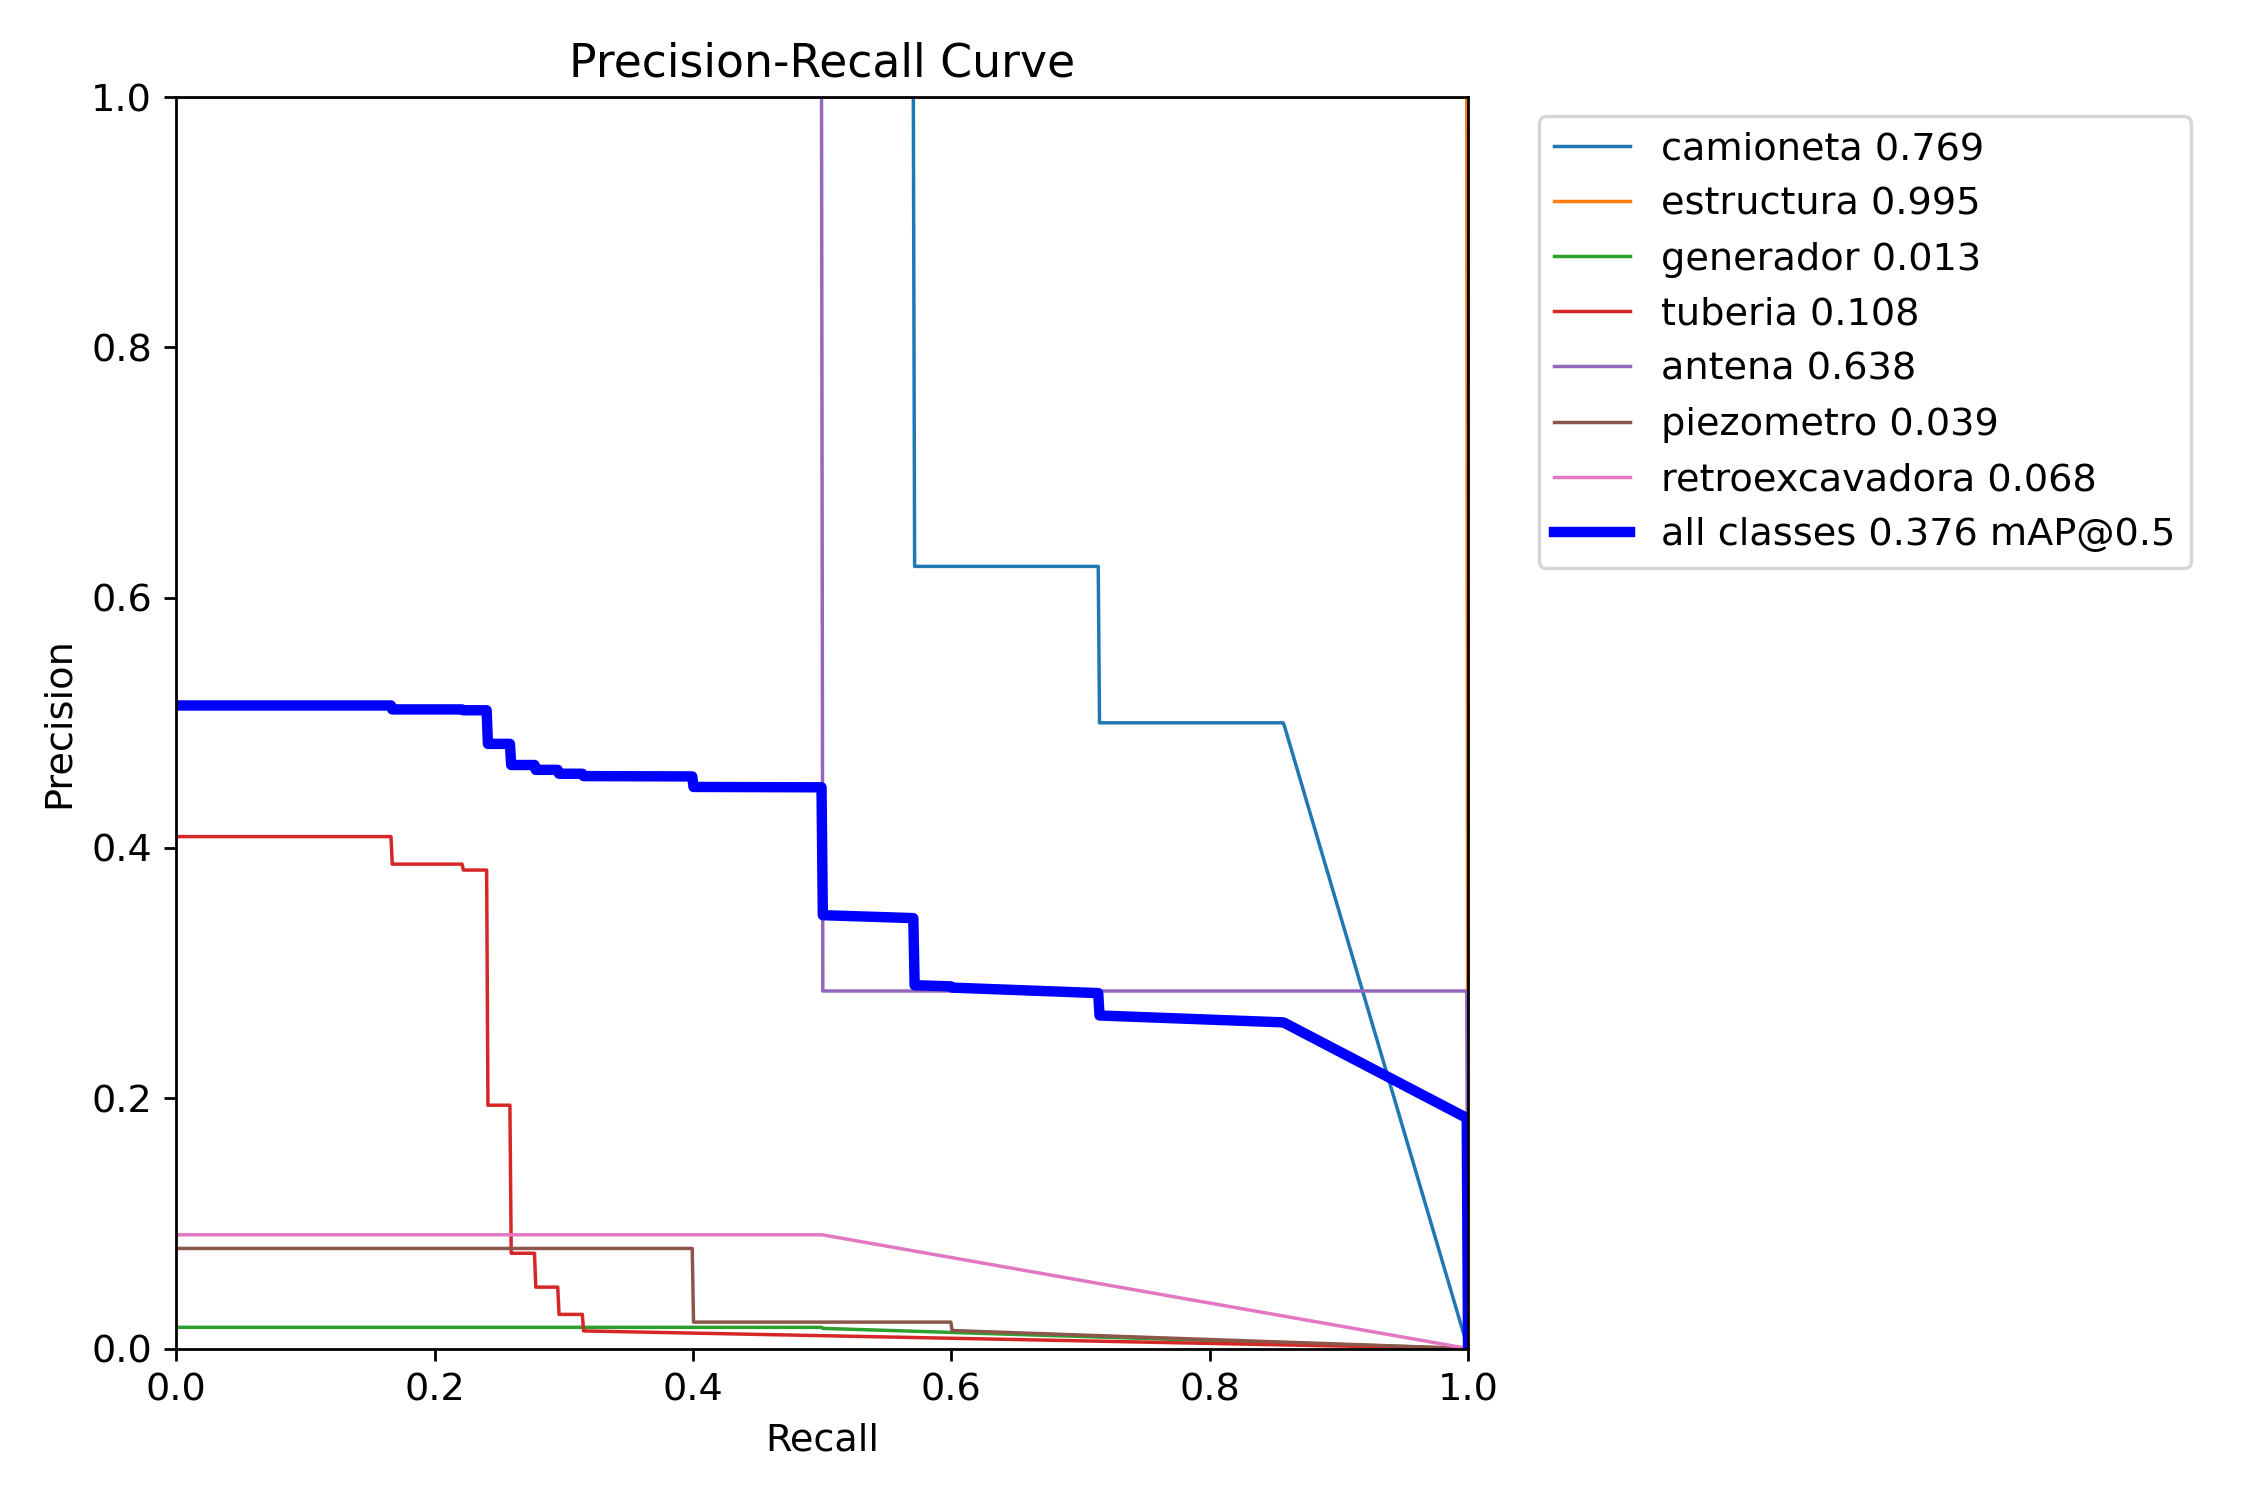 Precision-Recall Curve
1.0
0.8
0.6
0.4
0.2
0.0
Precision
0.0 0.2 0.4 0.6 0.8 1.0
Recall
camioneta 0.769
estructura 0.995
generador 0.013
tuberia 0.108
antena 0.638
piezometro 0.039
retroexcavadora 0.068
all classes 0.376 mAP@0.5